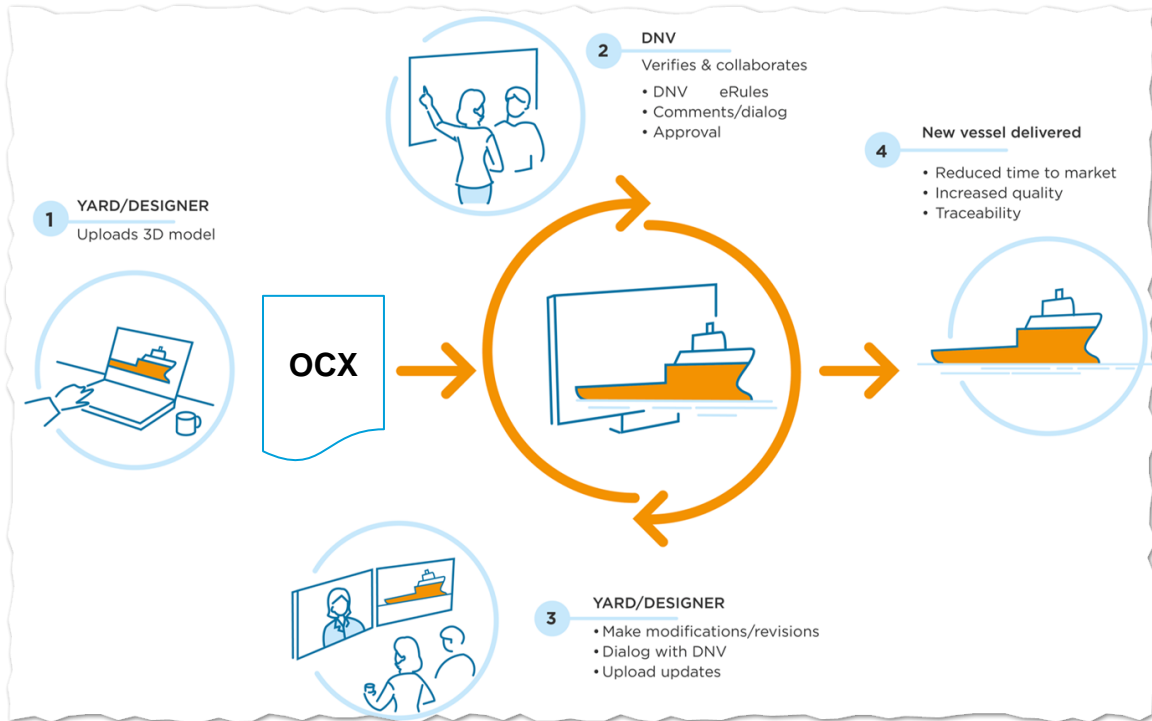 1
YARD/DESIGNER
Uploads 3D model
OCX
2
DNV
Verifies & collaborates
• DNV eRules
• Comments/dialog
• Approval
3
YARD/DESIGNER
• Make modifications/revisions
• Dialog with DNV
• Upload updates
4
New vessel delivered
• Reduced time to market
• Increased quality
• Traceability